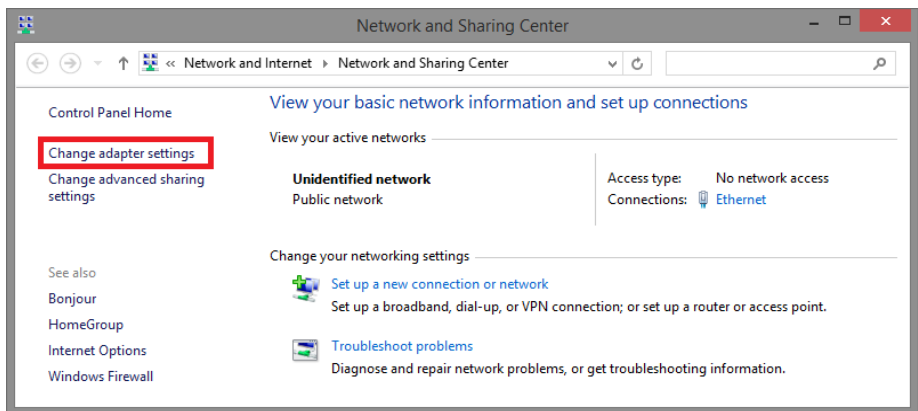 Network and Sharing Center
« Network and Internet ▸ Network and Sharing Center
Control Panel Home
Change adapter settings
Change advanced sharing
settings
See also
Bonjour
HomeGroup
Internet Options
Windows Firewall
View your basic network information and set up connections
View your active networks
Unidentified network
Public network
Access type: No network access
Connections: Ethernet
Change your networking settings
Set up a new connection or network
Set up a broadband, dial-up, or VPN connection; or set up a router or access point.
Troubleshoot problems
Diagnose and repair network problems, or get troubleshooting information.